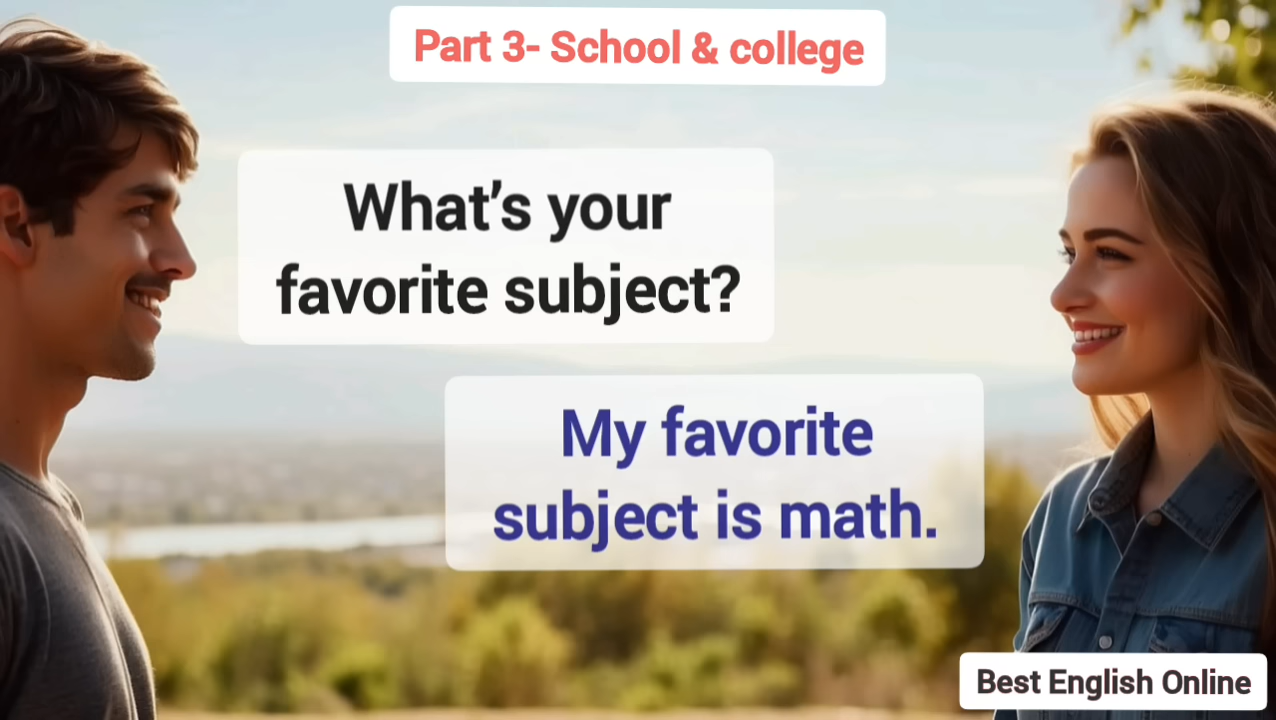 Part 3- School & college
What's your
favorite subject?
My favorite
subject is math.
Best English Online